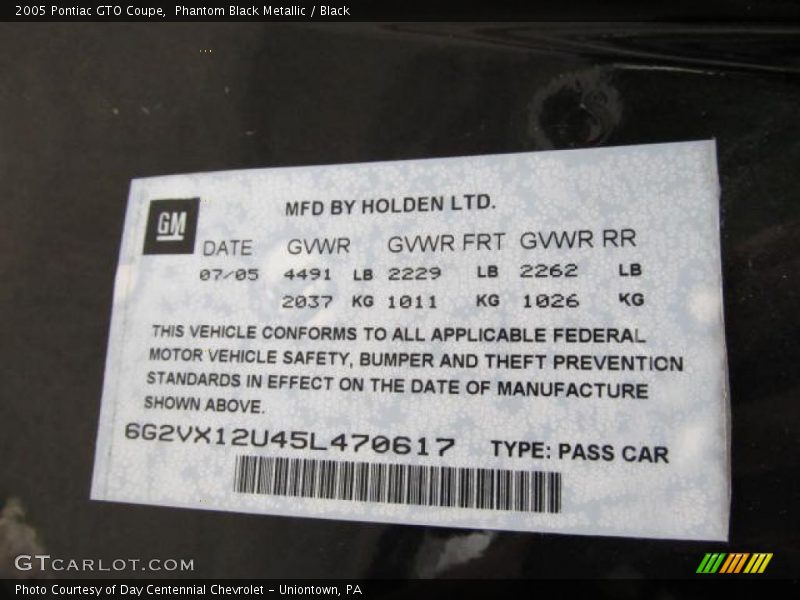 2005 Pontiac GTO Coupe,  Phantom Black Metallic / Black
GM
MFD BY HOLDEN LTD.
DATE GVWR GVWR FRT GVWR RR
07/05 4491 LB 2229 LB 2262 LB
2037 KG 1011 KG 1026 KG
THIS VEHICLE CONFORMS TO ALL APPLICABLE FEDERAL
MOTOR VEHICLE SAFETY, BUMPER AND THEFT PREVENTION
STANDARDS IN EFFECT ON THE DATE OF MANUFACTURE
SHOWN ABOVE.
6G2VX12U45L470617 TYPE: PASS CAR
GTCARLOT.COM
Photo Courtesy of Day Centennial Chevrolet - Uniontown, PA